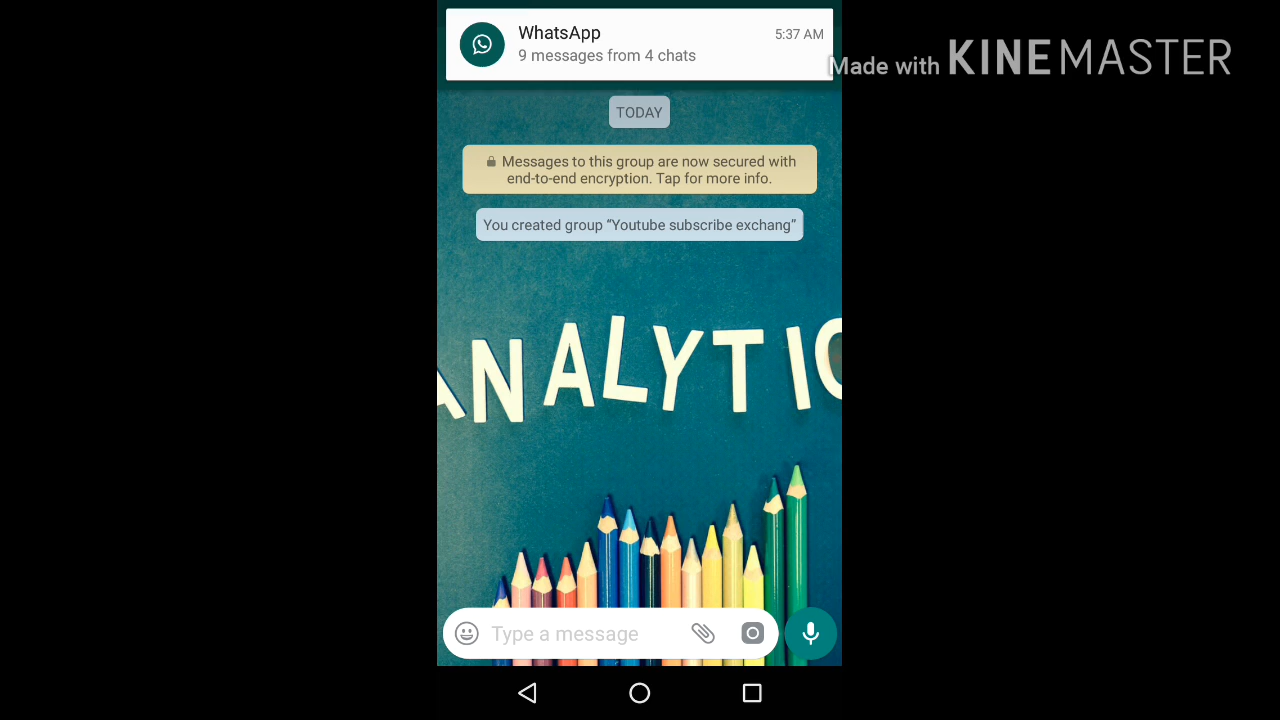 WhatsApp
5:37 AM
9 messages from 4 chats
Made with KINEMASTER
TODAY
Messages to this group are now secured with
end-to-end encryption. Tap for more info.
You created group “Youtube subscribe exchang”
ANALYTIC
Type a message